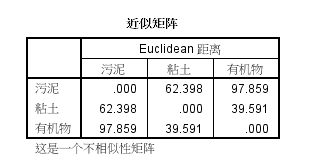 近似矩阵
Euclidean 距离
污泥 粘土 有机物
污泥 .000 62.398 97.859
粘土 62.398 .000 39.591
有机物 97.859 39.591 .000
这是一个不相似性矩阵